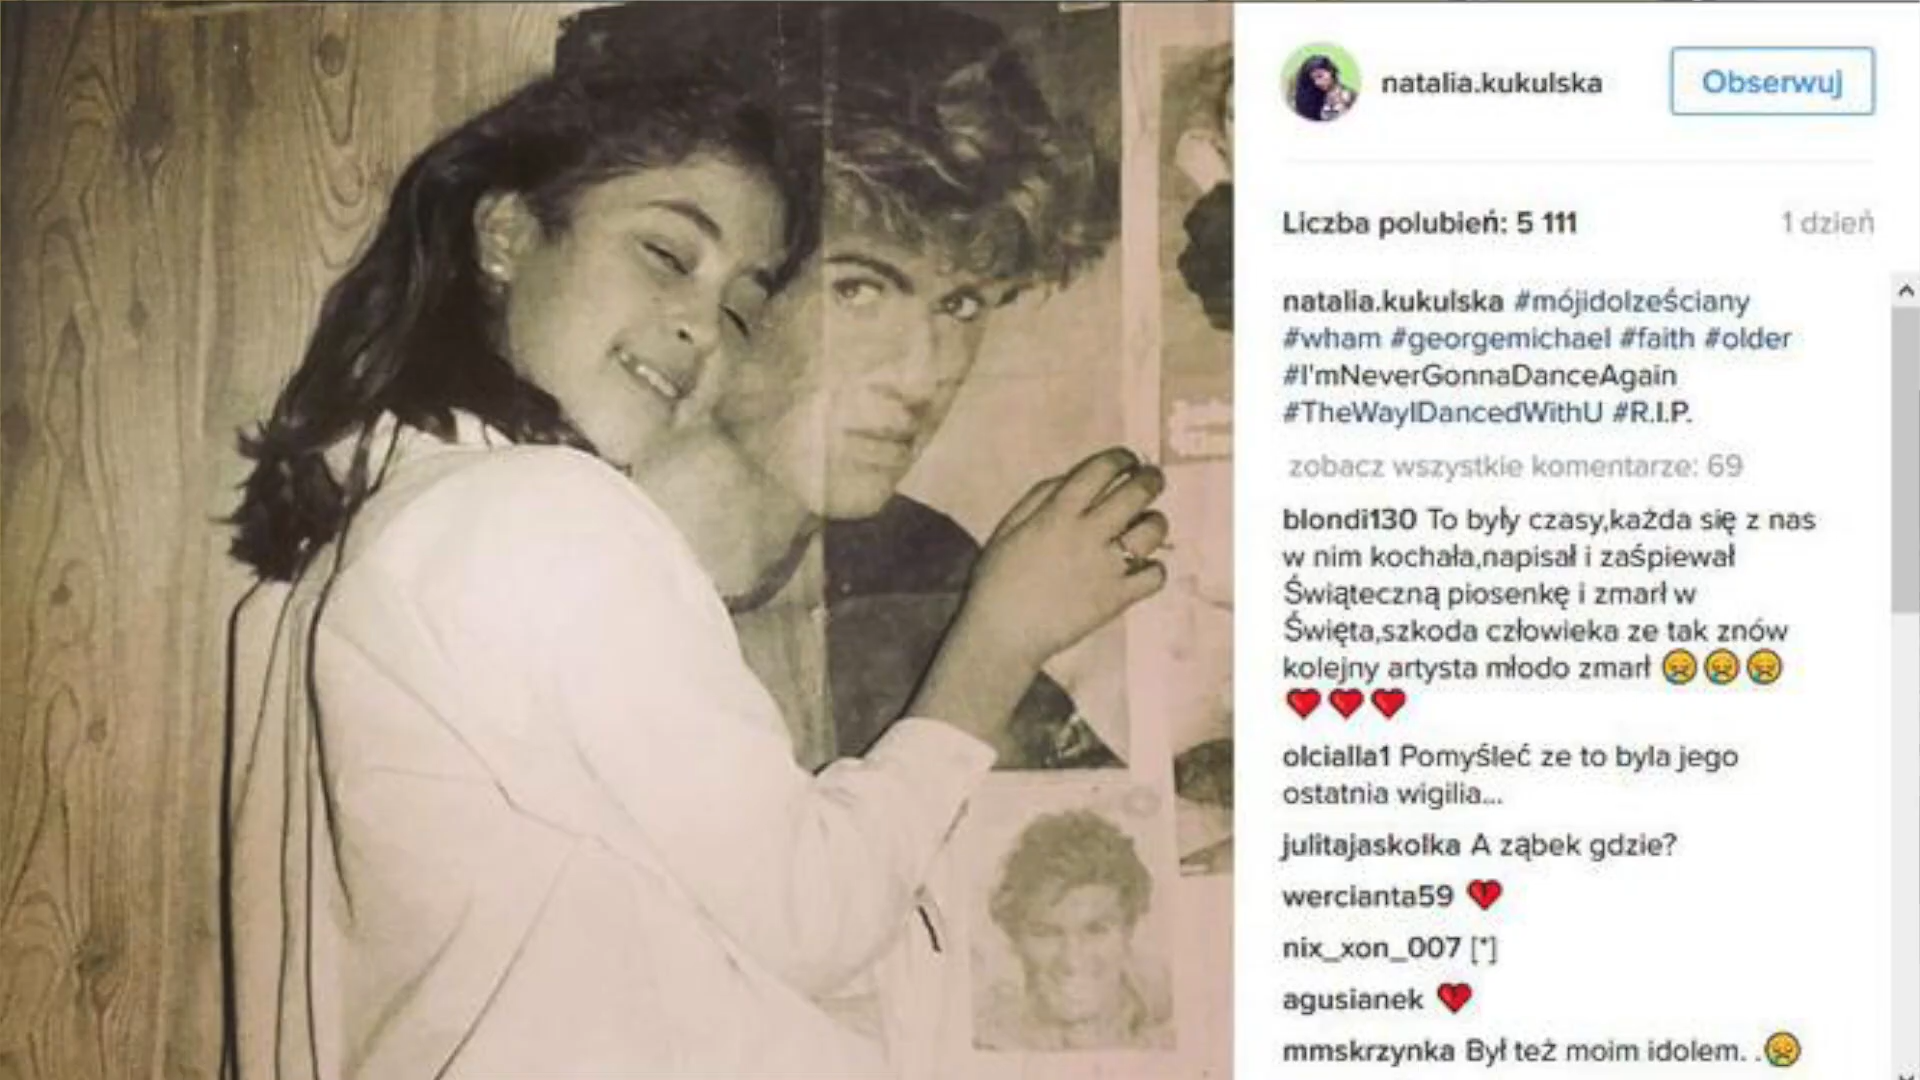 natalia.kukulska
Obserwuj
Liczba polubień: 5 111
1 dzień
natalia.kukulska #mójidolześciany
#wham #georgemichael #faith #older
#I'mNeverGonnaDanceAgain
#TheWayIDancedWithU #R.I.P.
zobacz wszystkie komentarze: 69
blondi130 To były czasy,każda się z nas
w nim kochała,napisał i zaśpiewał
Świąteczną piosenkę i zmarł w
Święta,szkoda człowieka ze tak znów
kolejny artysta młodo zmarł 😢😢😢
❤❤❤
olcialla1 Pomyśleć ze to byla jego
ostatnia wigilia...
julitajaskolka A ząbek gdzie?
wercianta59 💔
nix_xon_007 [*]
agusianek 💔
mmskrzynka Był też moim idolem. .😢